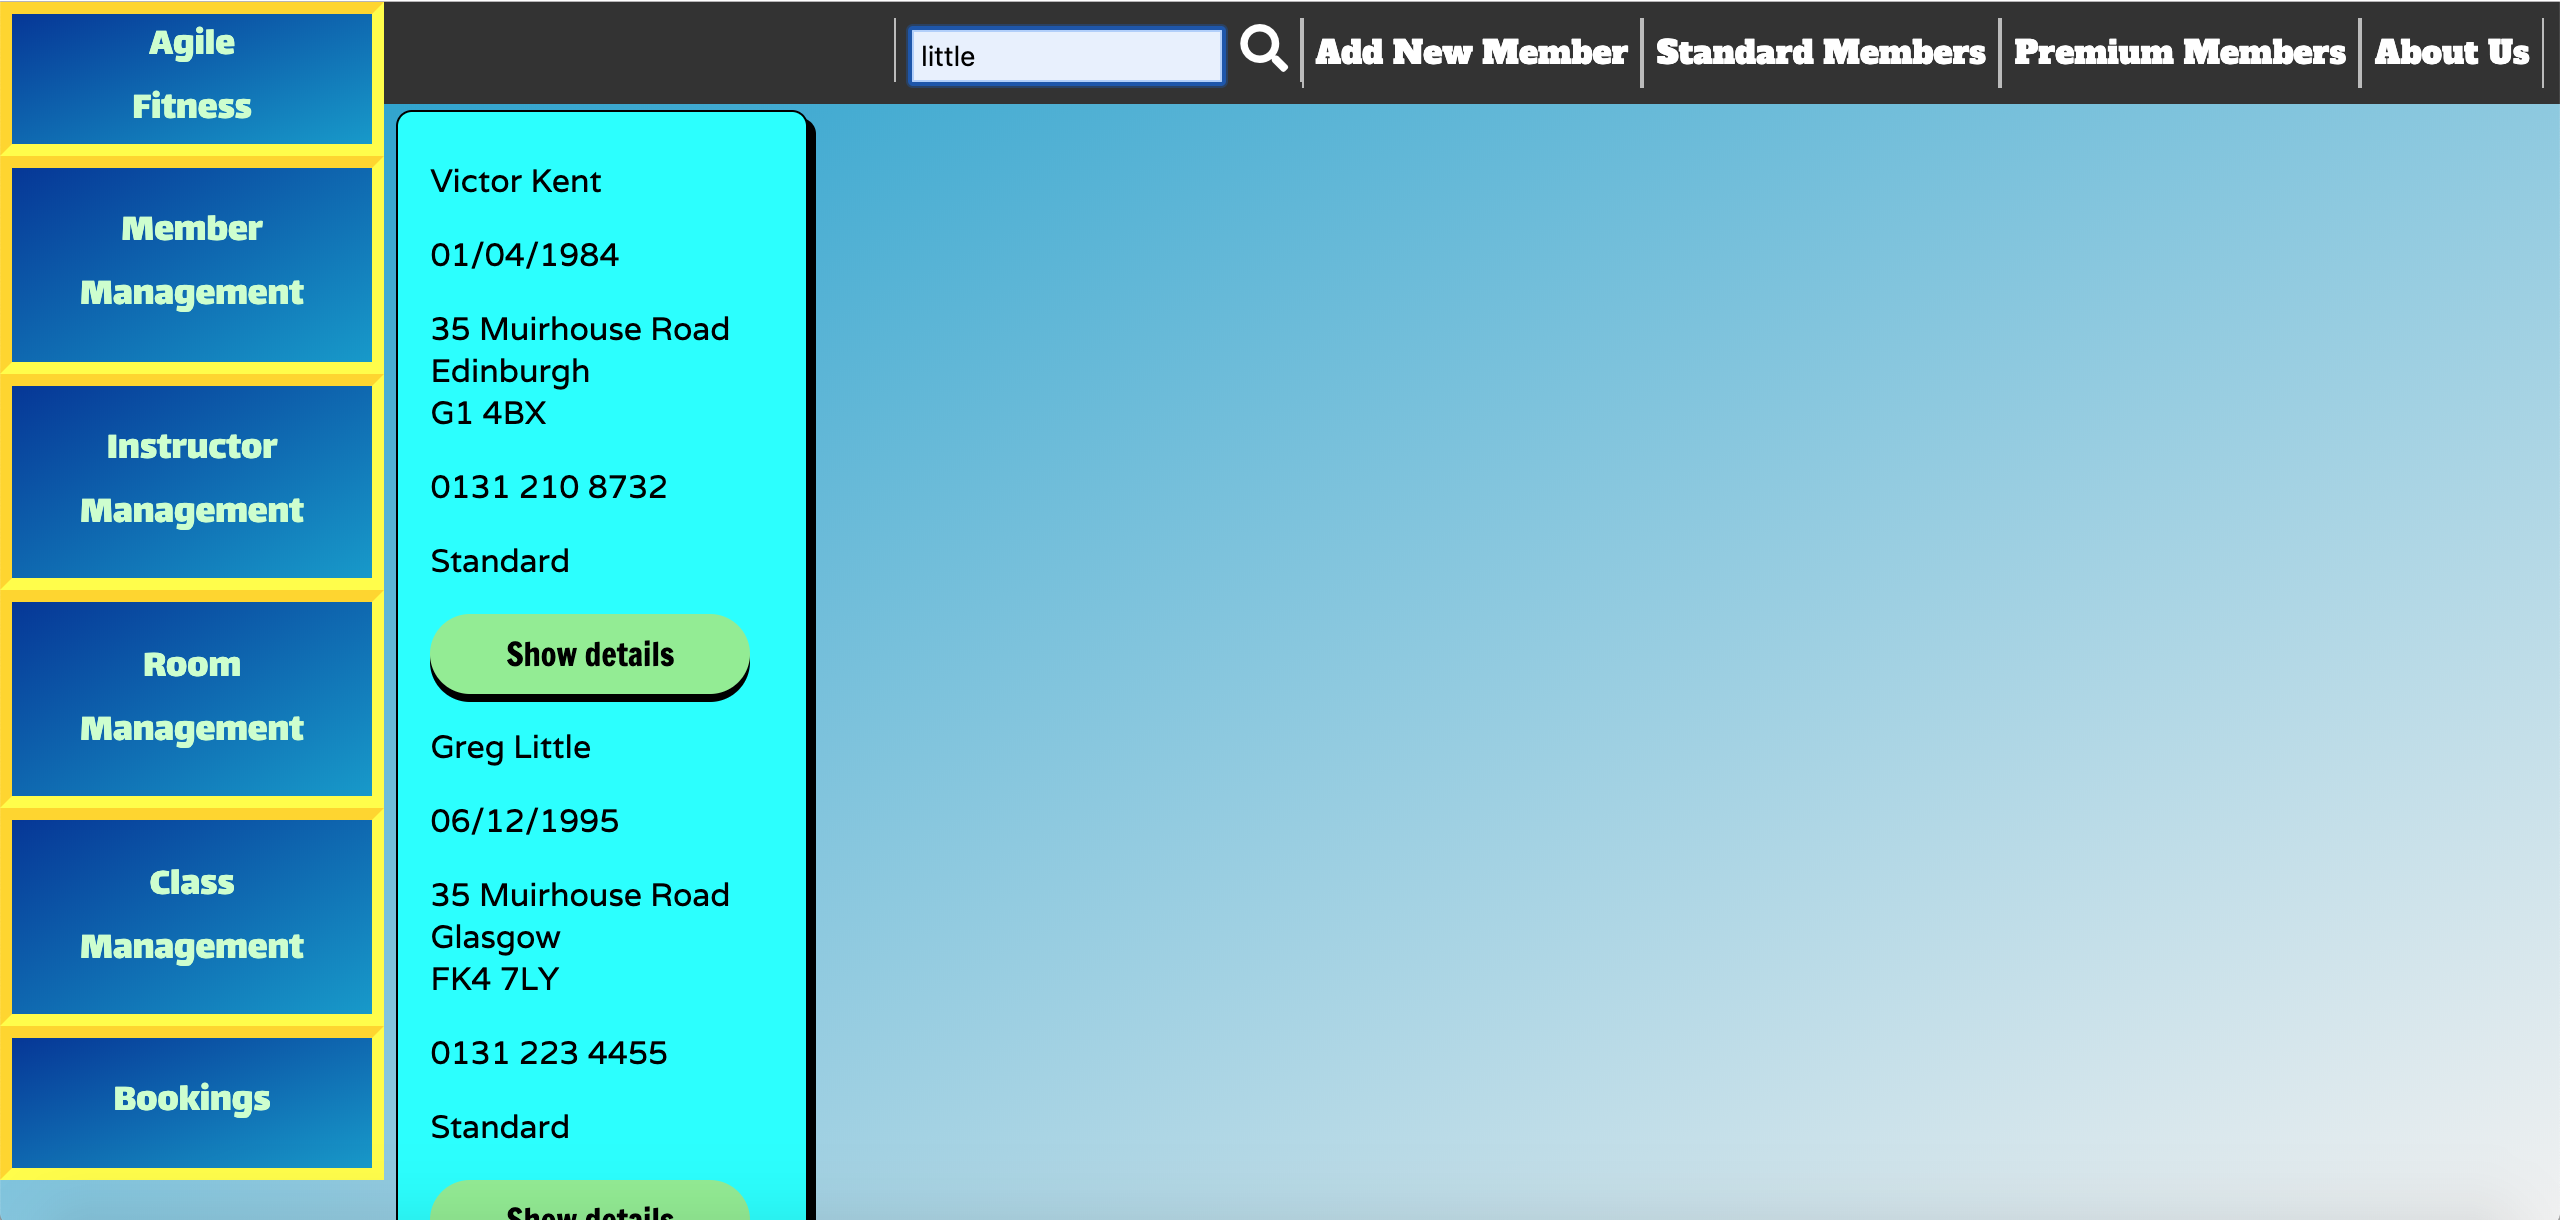 Agile
Fitness
Member
Management
Instructor
Management
Room
Management
Class
Management
Bookings
little
Add New Member
Standard Members
Premium Members
About Us
Victor Kent
01/04/1984
35 Muirhouse Road
Edinburgh
G1 4BX
0131 210 8732
Standard
Show details
Greg Little
06/12/1995
35 Muirhouse Road
Glasgow
FK4 7LY
0131 223 4455
Standard
Show details